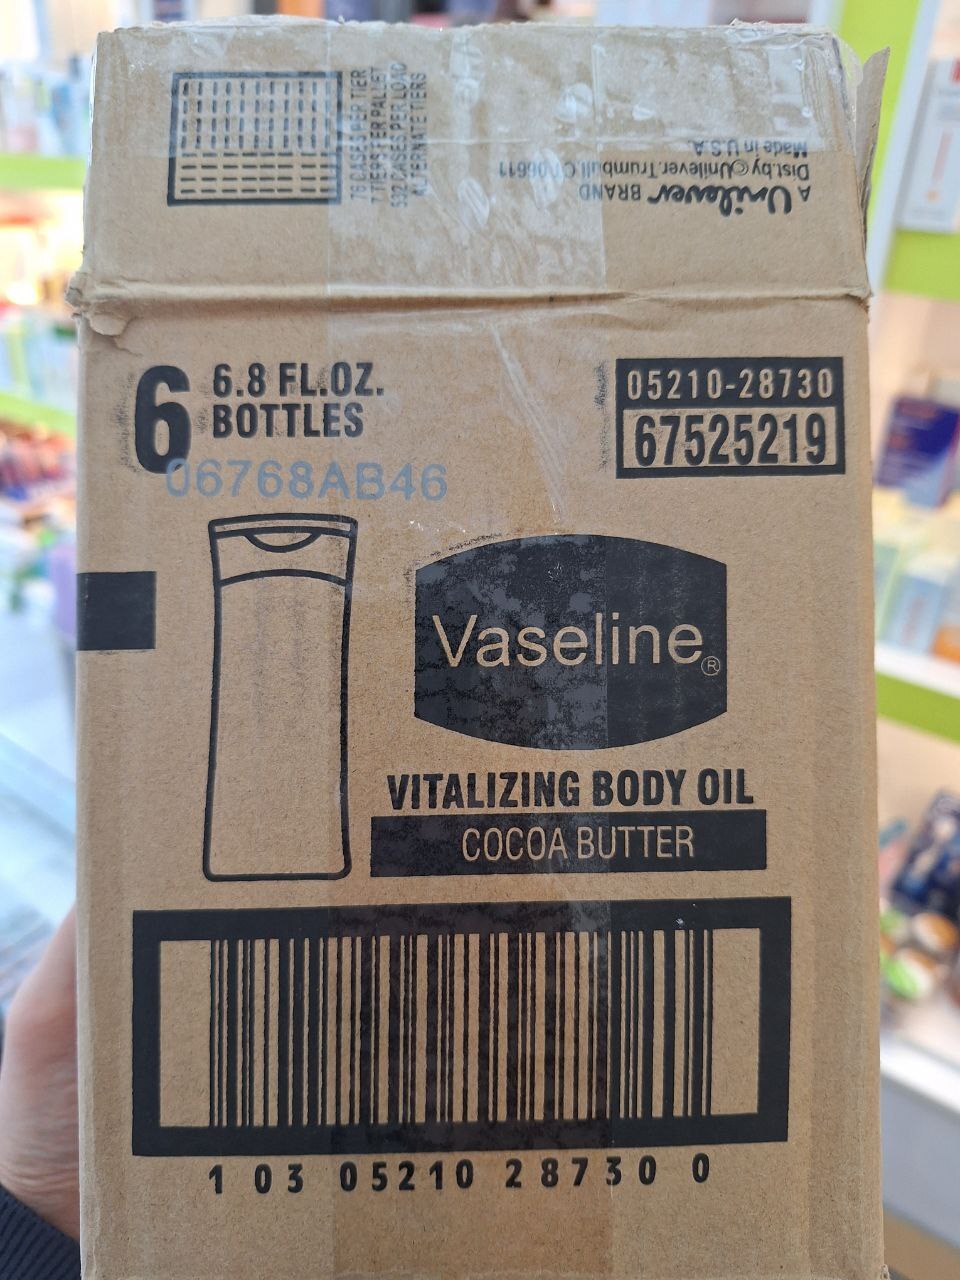 76 CASES PER TIER
7 TIERS PER PALLET
532 CASES PER LOAD
ALTERNATE TIERS
A Unilever BRAND
Dist.by ©Unilever.Trumbull.CT 06611
Made in U.S.A.
6
6.8 FL.OZ.
BOTTLES
05210-28730
67525219
06768AB46
Vaseline®
VITALIZING BODY OIL
COCOA BUTTER
1 03 05210 28730 0